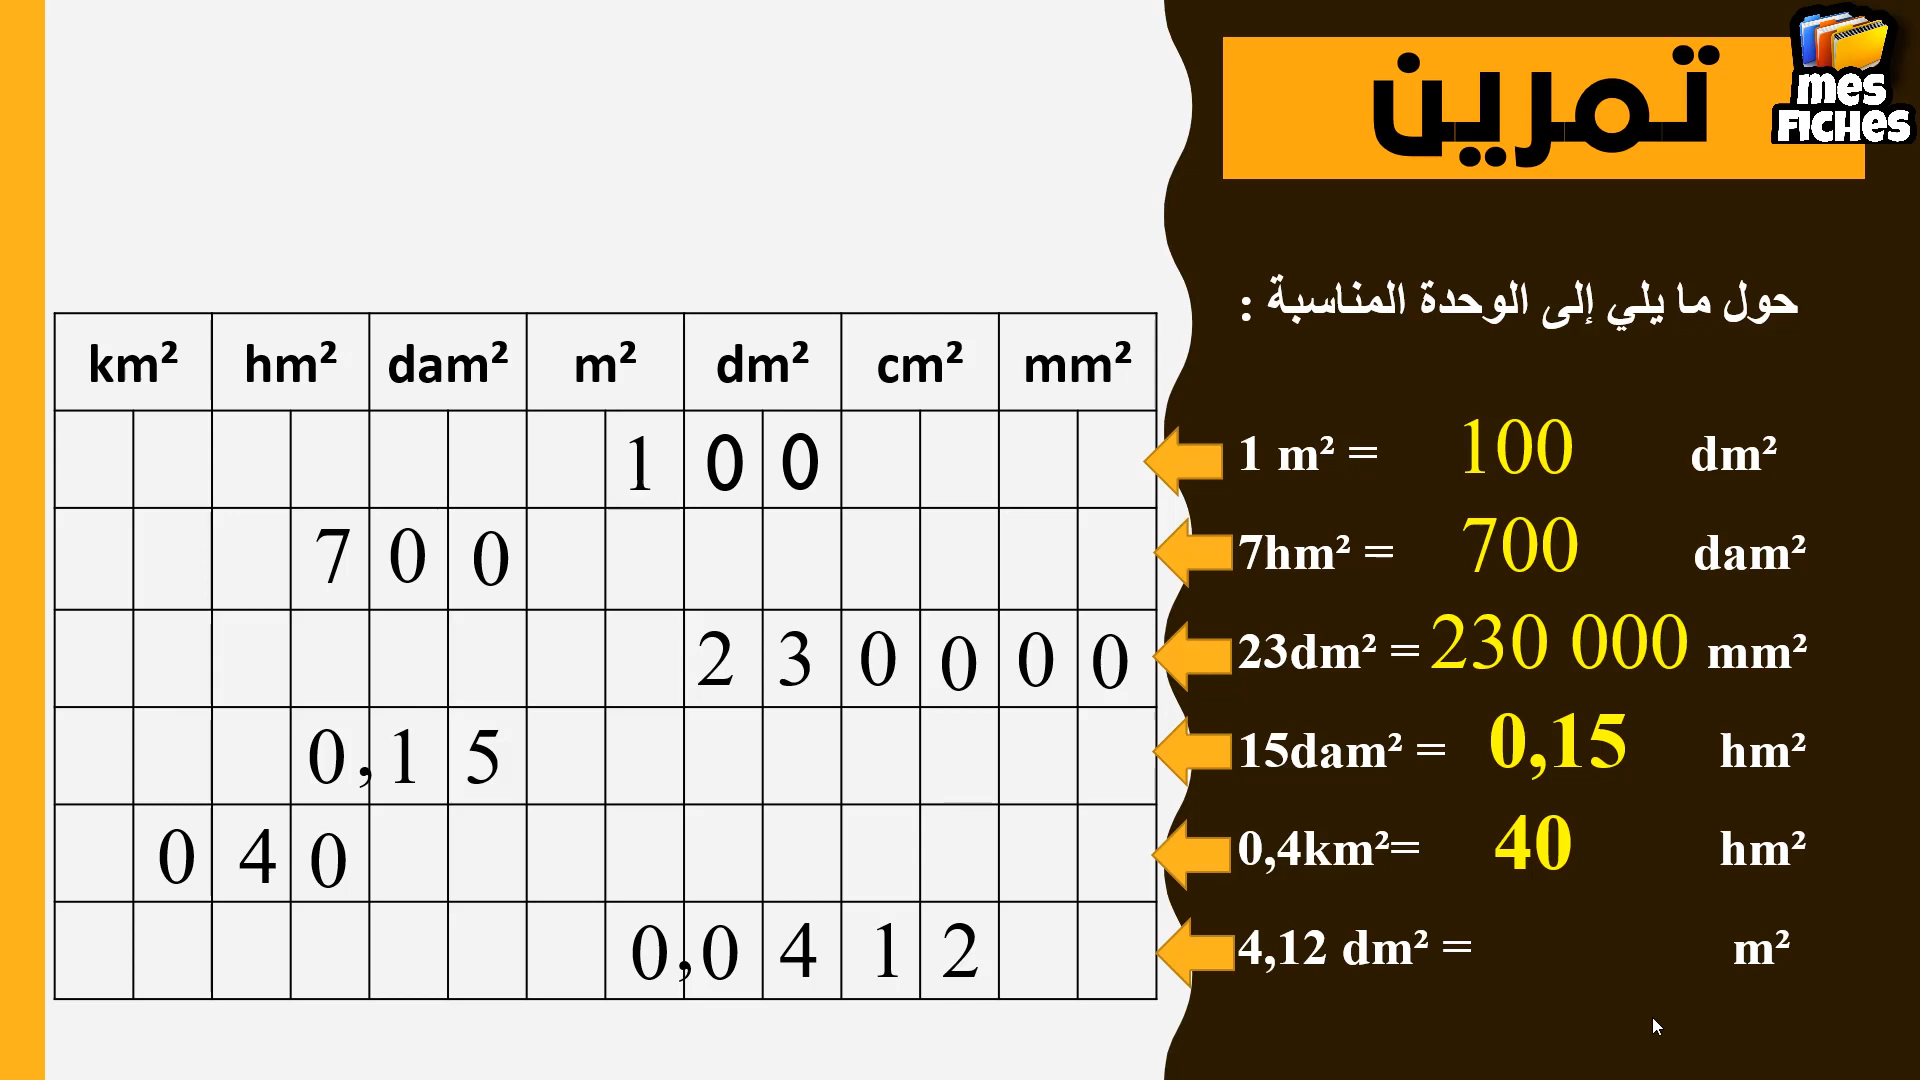 تمرين
mes
FICHES
حول ما يلي إلى الوحدة المناسبة :
km² hm² dam² m² dm² cm² mm²
1 0 0
7 0 0
2 3 0 0 0 0
0,1 5
0 4 0
0,0 4 1 2
1 m² = 100 dm²
7hm² = 700 dam²
23dm² = 230 000 mm²
15dam² = 0,15 hm²
0,4km²= 40 hm²
4,12 dm² = m²